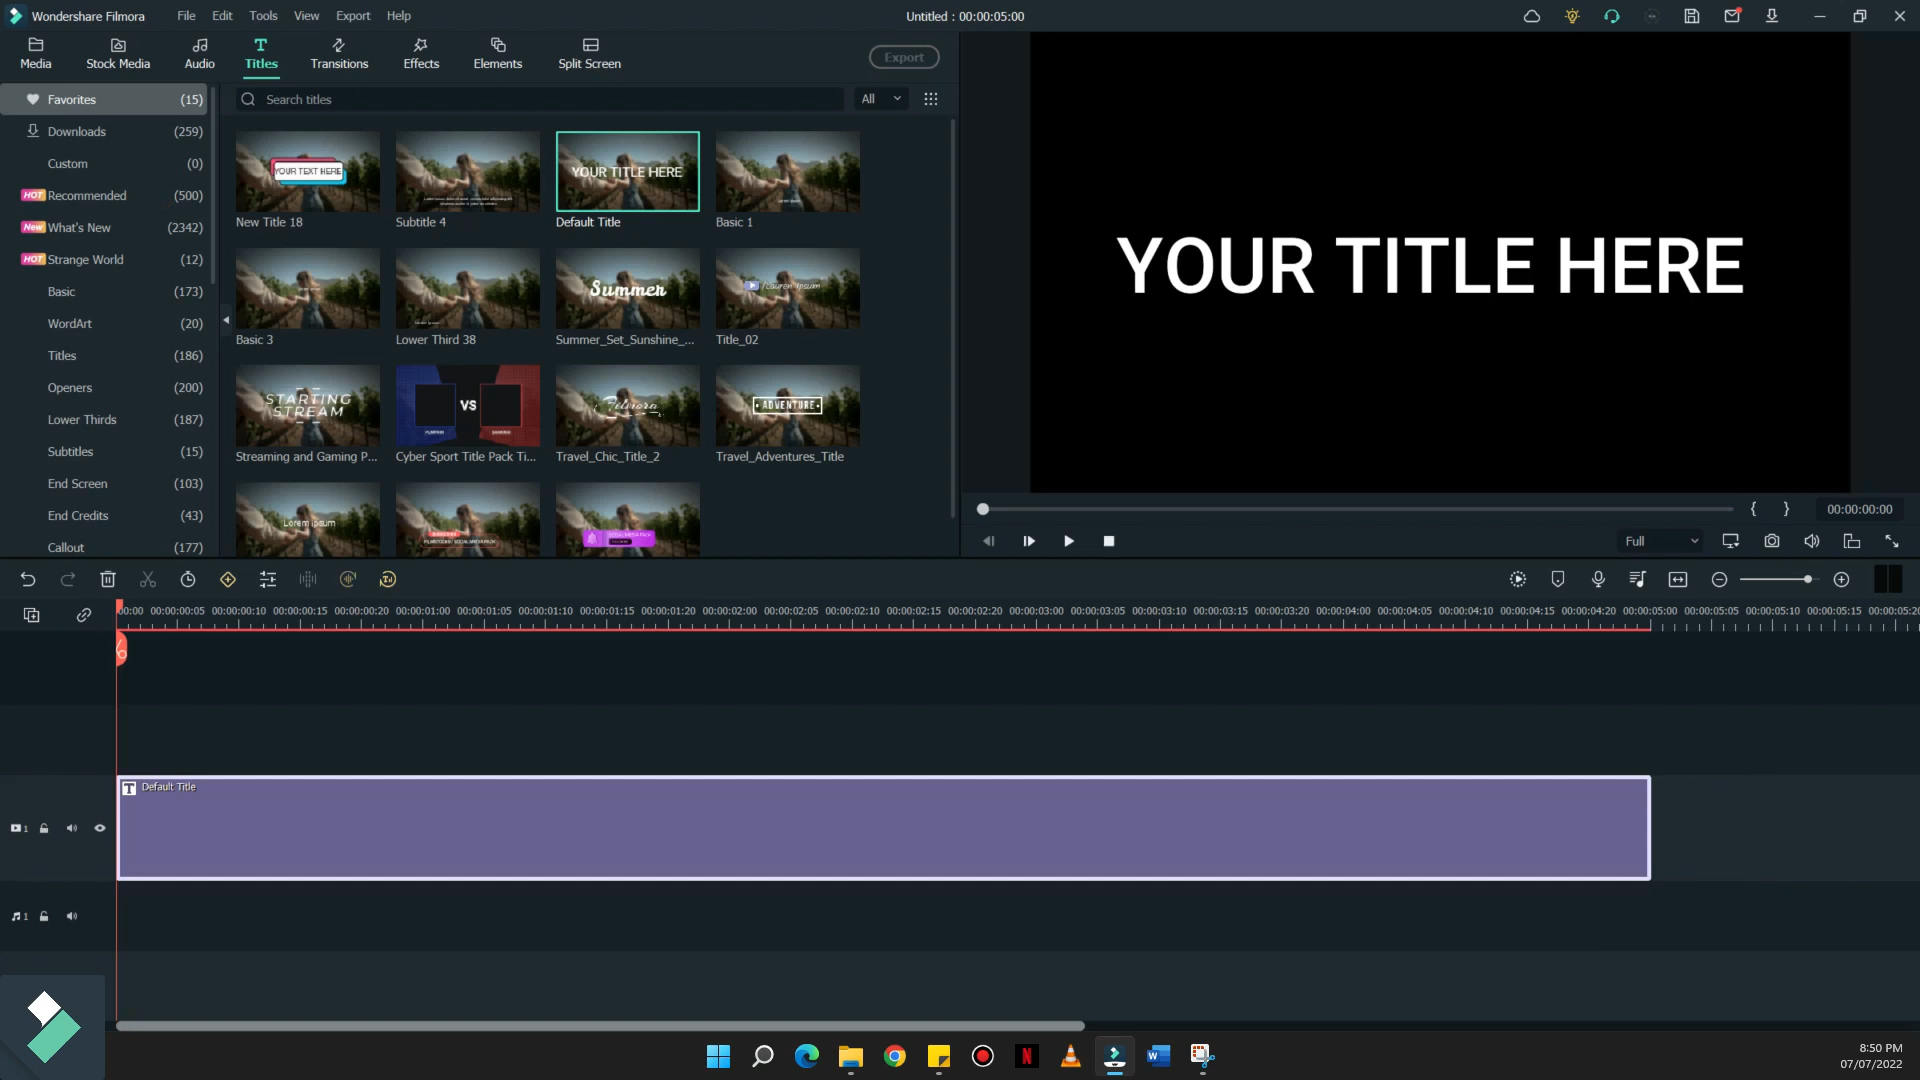 Wondershare Filmora
File Edit Tools View Export Help
Untitled : 00:00:05:00
Media Stock Media Audio Titles Transitions Effects Elements Split Screen
Export
Favorites (15)
Downloads (259)
Custom (0)
HOT Recommended (500)
New What's New (2342)
HOT Strange World (12)
Basic (173)
WordArt (20)
Titles (186)
Openers (200)
Lower Thirds (187)
Subtitles (15)
End Screen (103)
End Credits (43)
Callout (177)
Search titles
All
YOUR TEXT HERE
YOUR TITLE HERE
New Title 18 Subtitle 4 Default Title Basic 1
Summer
/Lauren Ipsum
Basic 3 Lower Third 38 Summer_Set_Sunshine_... Title_02
STARTING
STREAM
VS
Filmora
ADVENTURE
Streaming and Gaming P... Cyber Sport Title Pack Ti... Travel_Chic_Title_2 Travel_Adventures_Title
Lorem Ipsum
YOUR TITLE HERE
{ } 00:00:00:00
Full
00:00 00:00:00:05 00:00:00:10 00:00:00:15 00:00:00:20 00:00:01:00 00:00:01:05 00:00:01:10 00:00:01:15 00:00:01:20 00:00:02:00 00:00:02:05 00:00:02:10 00:00:02:15 00:00:02:20 00:00:03:00 00:00:03:05 00:00:03:10 00:00:03:15 00:00:03:20 00:00:04:00 00:00:04:05 00:00:04:10 00:00:04:15 00:00:04:20 00:00:05:00 00:00:05:05 00:00:05:10 00:00:05:15 00:00:05:20
T Default Title
1
1
8:50 PM
07/07/2022